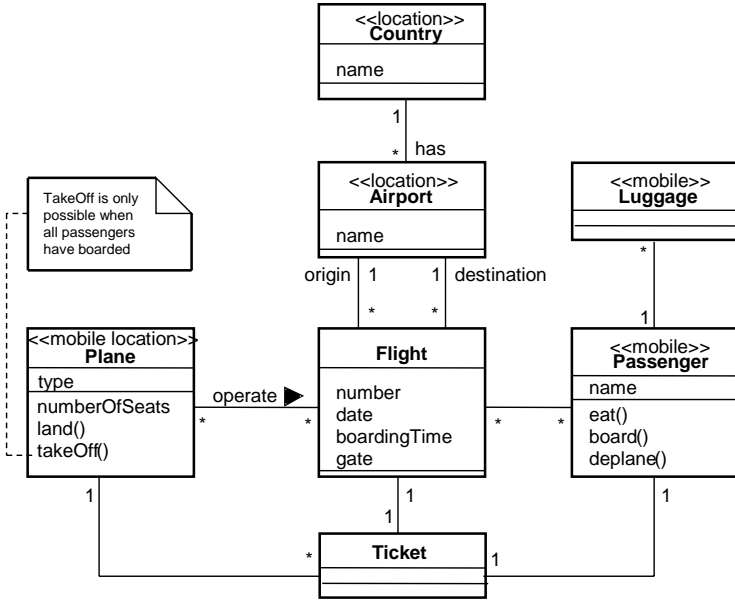 <<location>>
Country
name
1
* has
<<location>>
Airport
name
TakeOff is only
possible when
all passengers
have boarded
<<mobile>>
Luggage
origin 1 1 destination
* *
*
1
<<mobile location>>
Plane
type
numberOfSeats
land()
takeOff()
operate
* *
Flight
number
date
boardingTime
gate
* *
<<mobile>>
Passenger
name
eat()
board()
deplane()
1 1 1
1
* 1
Ticket